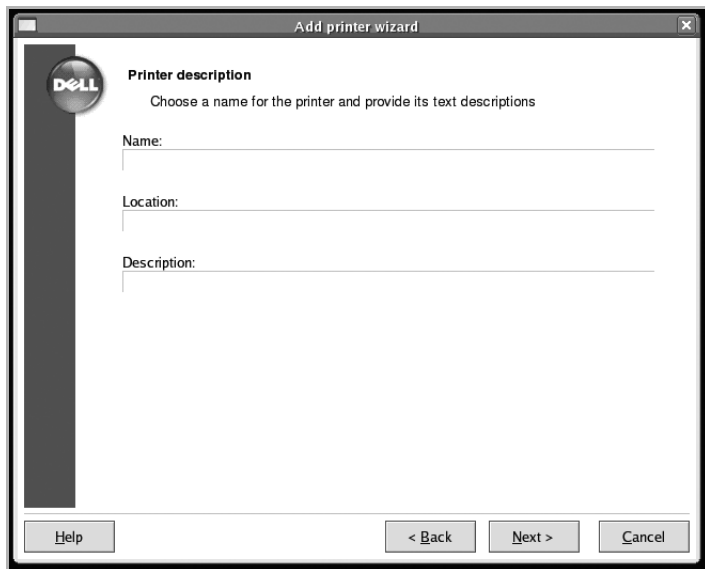 Add printer wizard
DELL
Printer description
Choose a name for the printer and provide its text descriptions
Name:
Location:
Description:
Help
< Back
Next >
Cancel